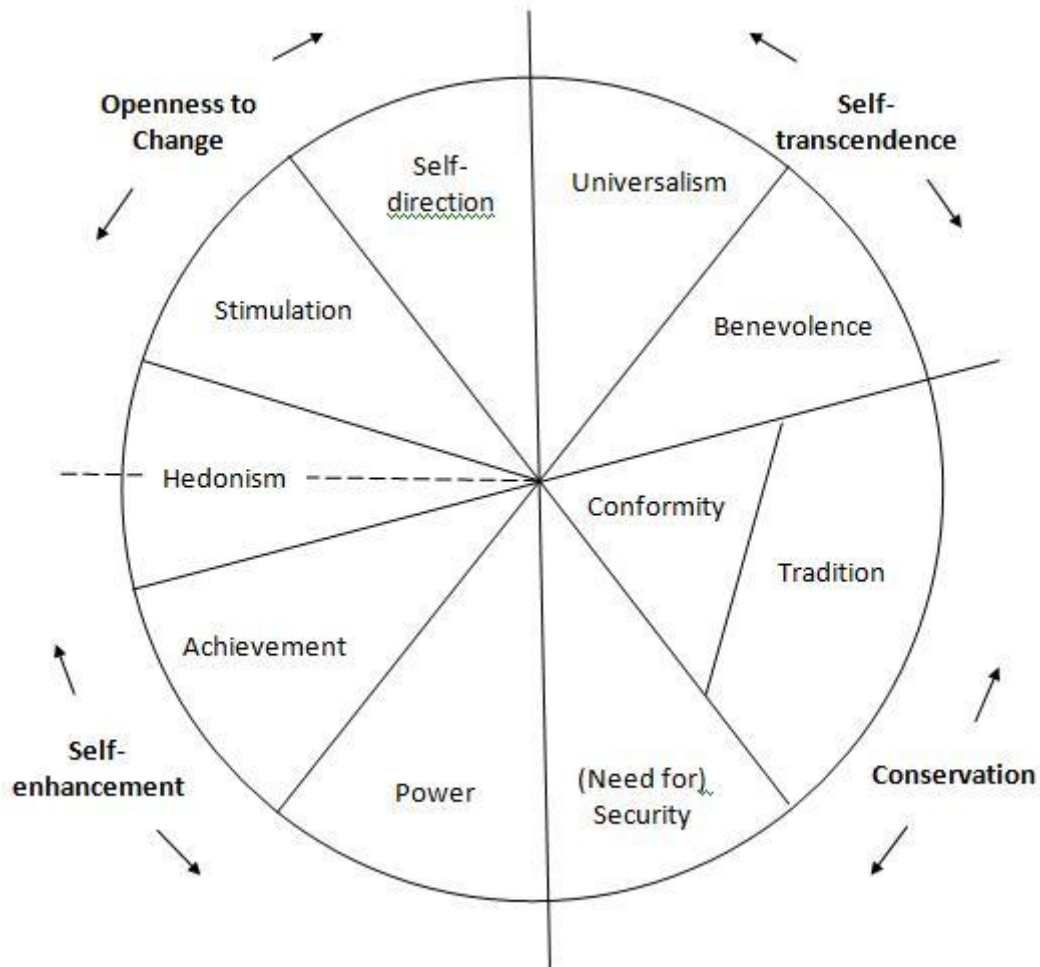 Openness to
Change
Self-
transcendence
Self-
direction
Universalism
Stimulation
Benevolence
Hedonism
Conformity
Tradition
Achievement
Self-
enhancement
Power
(Need for)
Security
Conservation